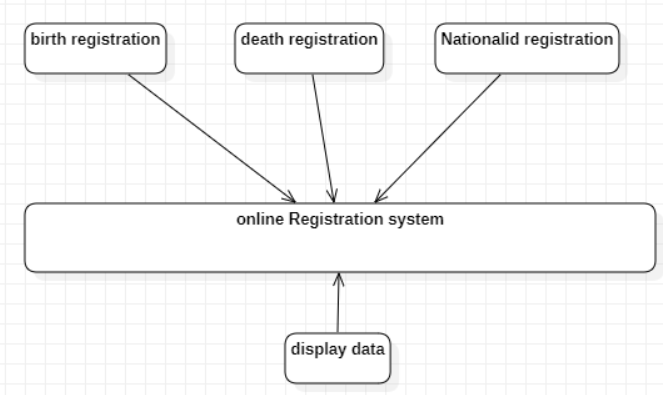 birth registration
death registration
Nationalid registration
online Registration system
display data